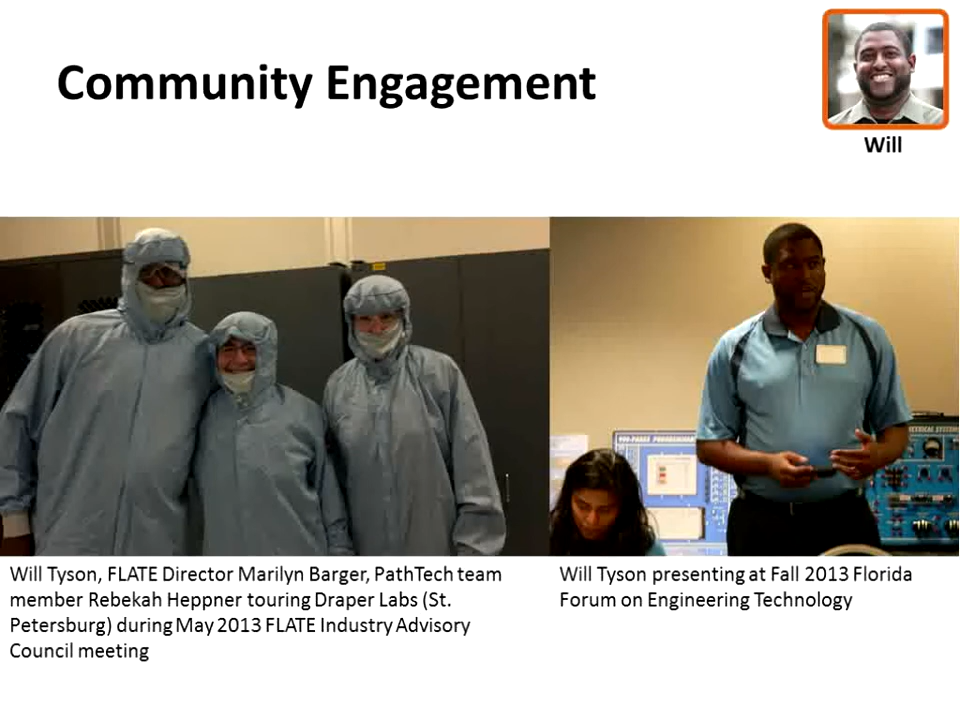 Community Engagement
Will
Will Tyson, FLATE Director Marilyn Barger, PathTech team
member Rebekah Heppner touring Draper Labs (St.
Petersburg) during May 2013 FLATE Industry Advisory
Council meeting
Will Tyson presenting at Fall 2013 Florida
Forum on Engineering Technology